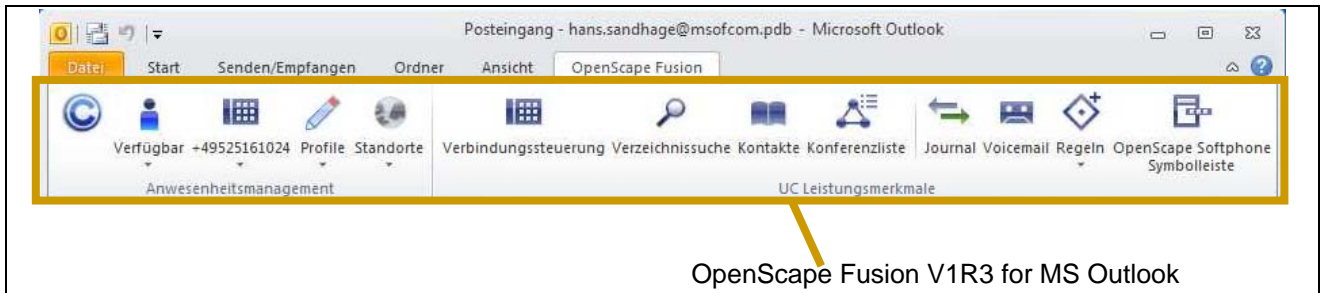 Posteingang - hans.sandhage@msofcom.pdb - Microsoft Outlook
Datei Start Senden/Empfangen Ordner Ansicht OpenScape Fusion
Verfügbar +49525161024 Profile Standorte Verbindungssteuerung Verzeichnissuche Kontakte Konferenzliste Journal Voicemail Regeln OpenScape Softphone
Symbolleiste
Anwesenheitsmanagement UC Leistungsmerkmale
OpenScape Fusion V1R3 for MS Outlook